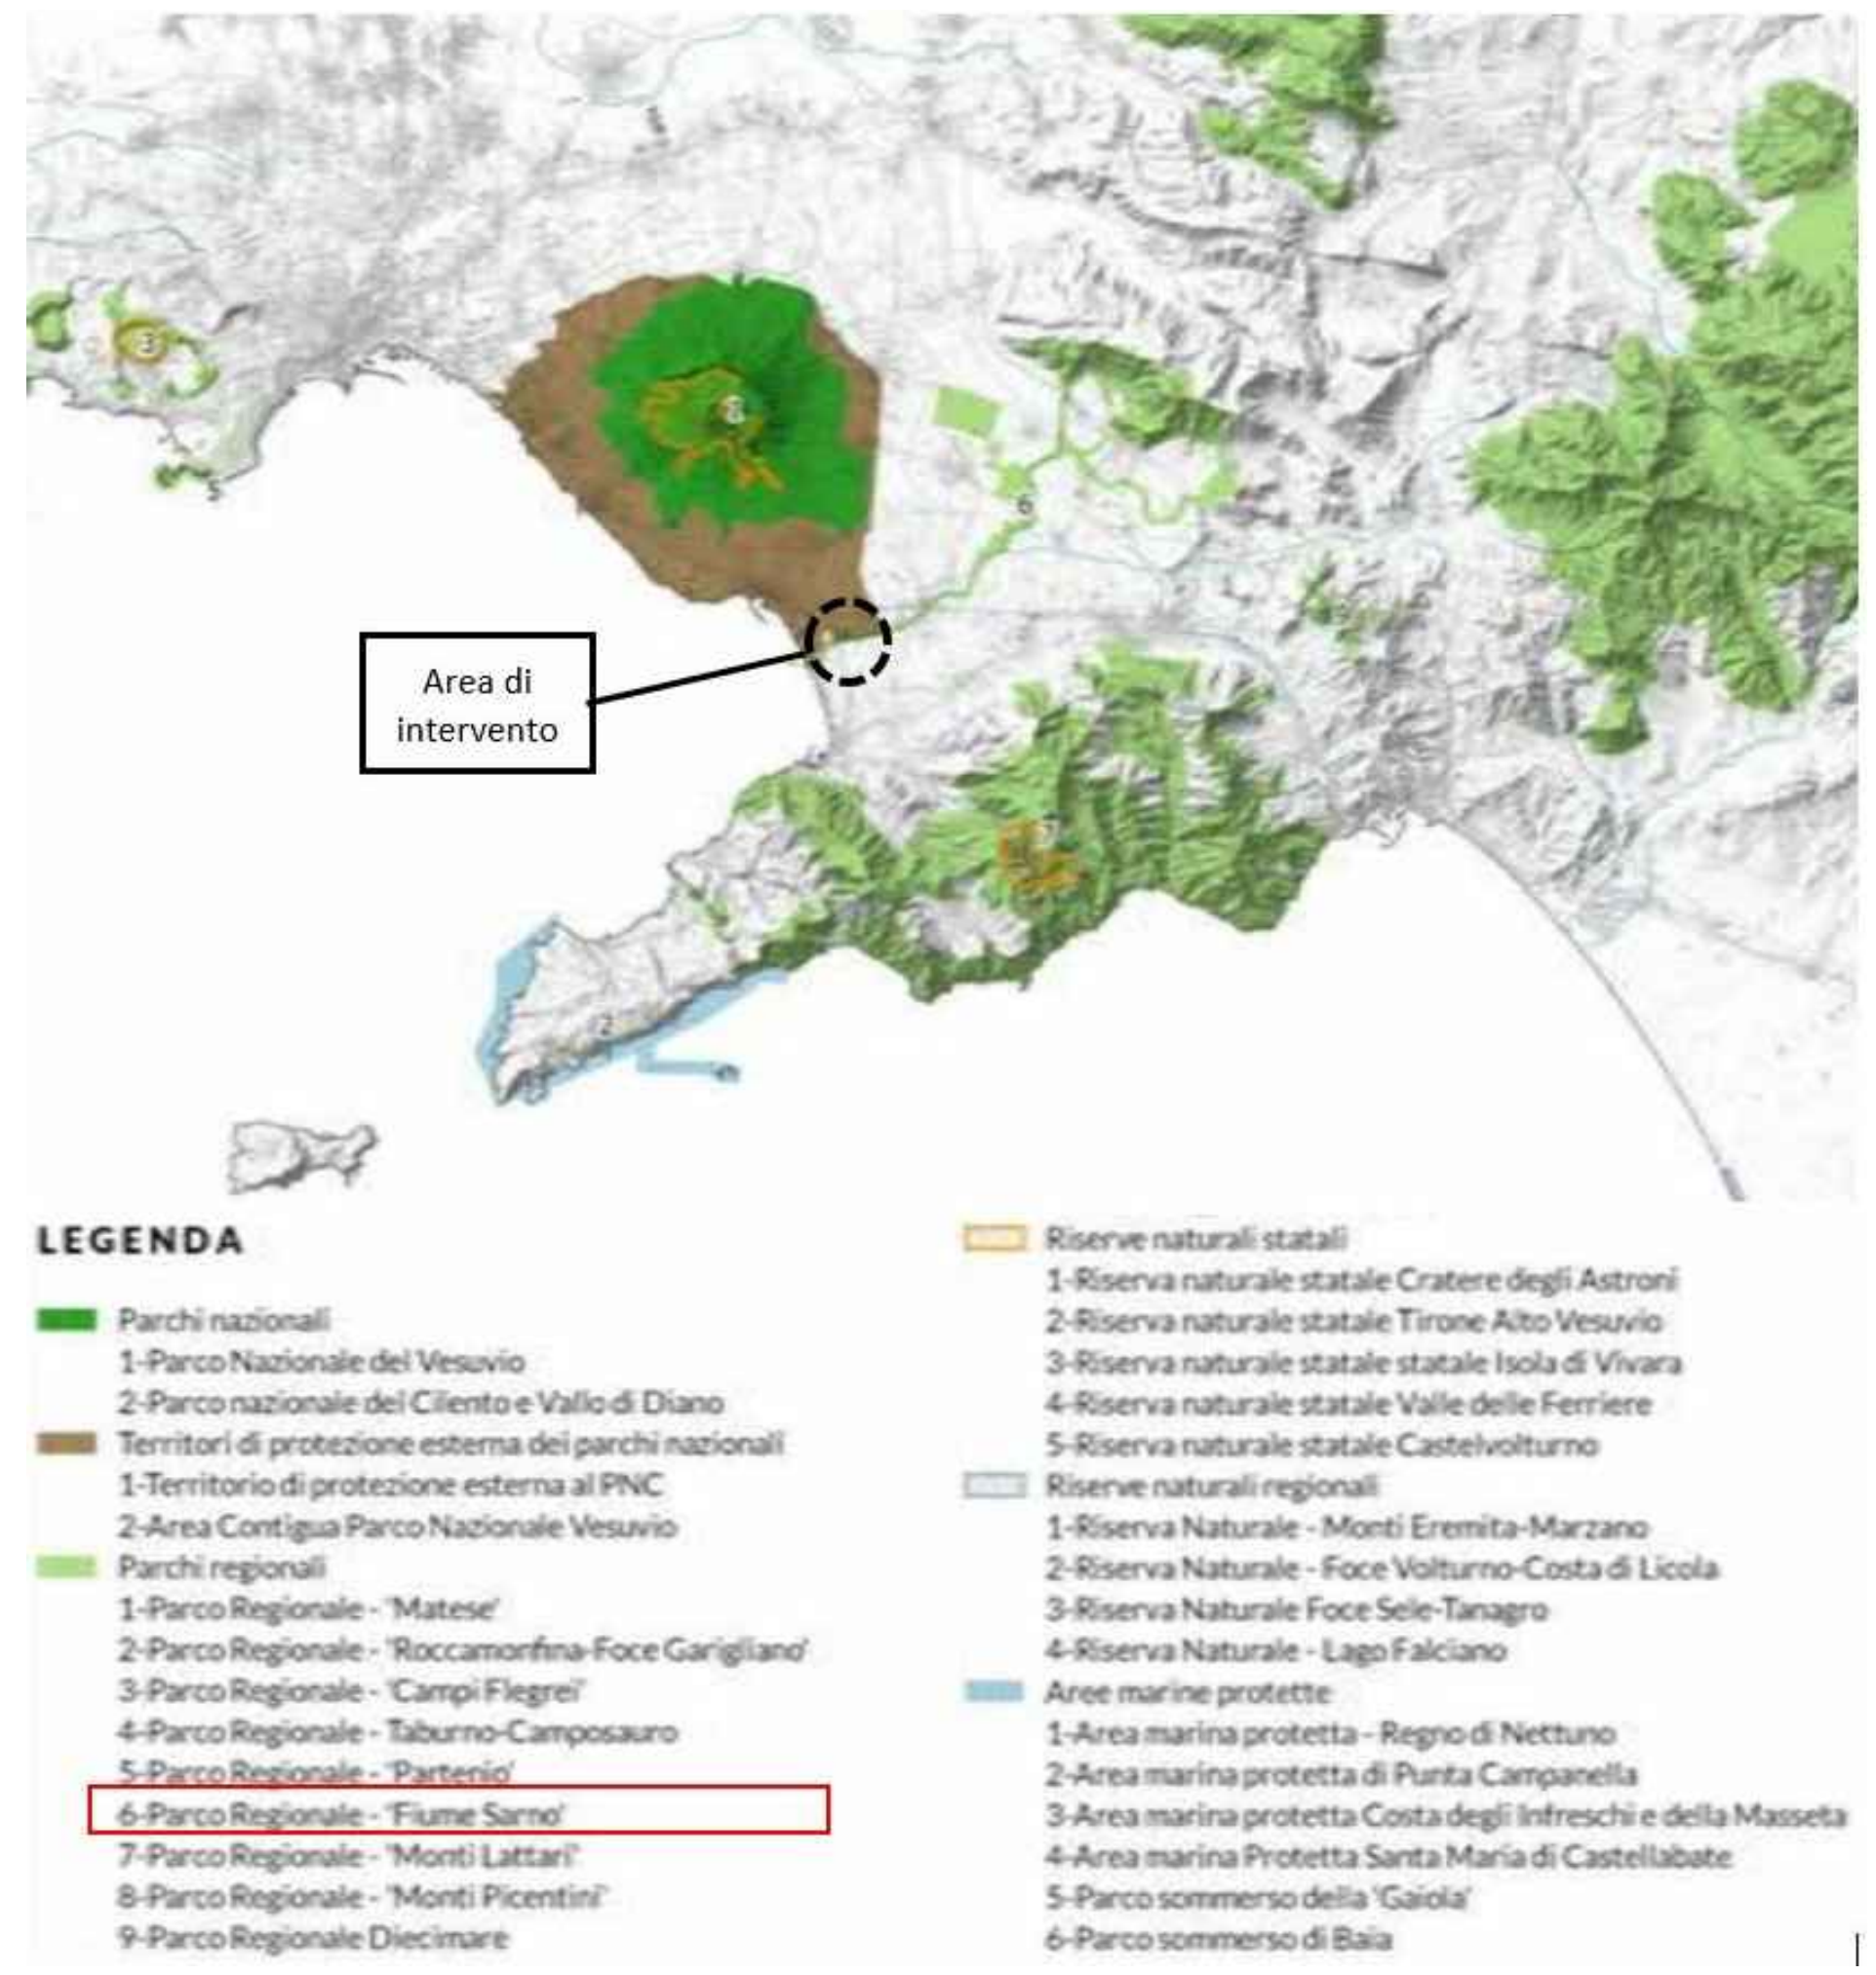 3
2
5
6
Area di
intervento
7
2
LEGENDA
Parchi nazionali
1-Parco Nazionale del Vesuvio
2-Parco nazionale del Cilento e Vallo di Diano
Territori di protezione esterna dei parchi nazionali
1-Territorio di protezione esterna al PNC
2-Area Contigua Parco Nazionale Vesuvio
Parchi regionali
1-Parco Regionale - 'Matese'
2-Parco Regionale - 'Roccamonfina-Foce Garigliano'
3-Parco Regionale - 'Campi Flegrei'
4-Parco Regionale - Taburno-Camposauro
5-Parco Regionale - 'Partenio'
6-Parco Regionale - 'Fiume Sarno'
7-Parco Regionale - 'Monti Lattari'
8-Parco Regionale - 'Monti Picentini'
9-Parco Regionale Diecimare
Riserve naturali statali
1-Riserva naturale statale Cratere degli Astroni
2-Riserva naturale statale Tirone Alto Vesuvio
3-Riserva naturale statale statale Isola di Vivara
4-Riserva naturale statale Valle delle Ferriere
5-Riserva naturale statale Castelvolturno
Riserve naturali regionali
1-Riserva Naturale - Monti Eremita-Marzano
2-Riserva Naturale - Foce Volturno-Costa di Licola
3-Riserva Naturale Foce Sele-Tanagro
4-Riserva Naturale - Lago Falciano
Aree marine protette
1-Area marina protetta - Regno di Nettuno
2-Area marina protetta di Punta Campanella
3-Area marina protetta Costa degli Infreschi e della Masseta
4-Area marina Protetta Santa Maria di Castellabate
5-Parco sommerso della 'Gaiola'
6-Parco sommerso di Baia